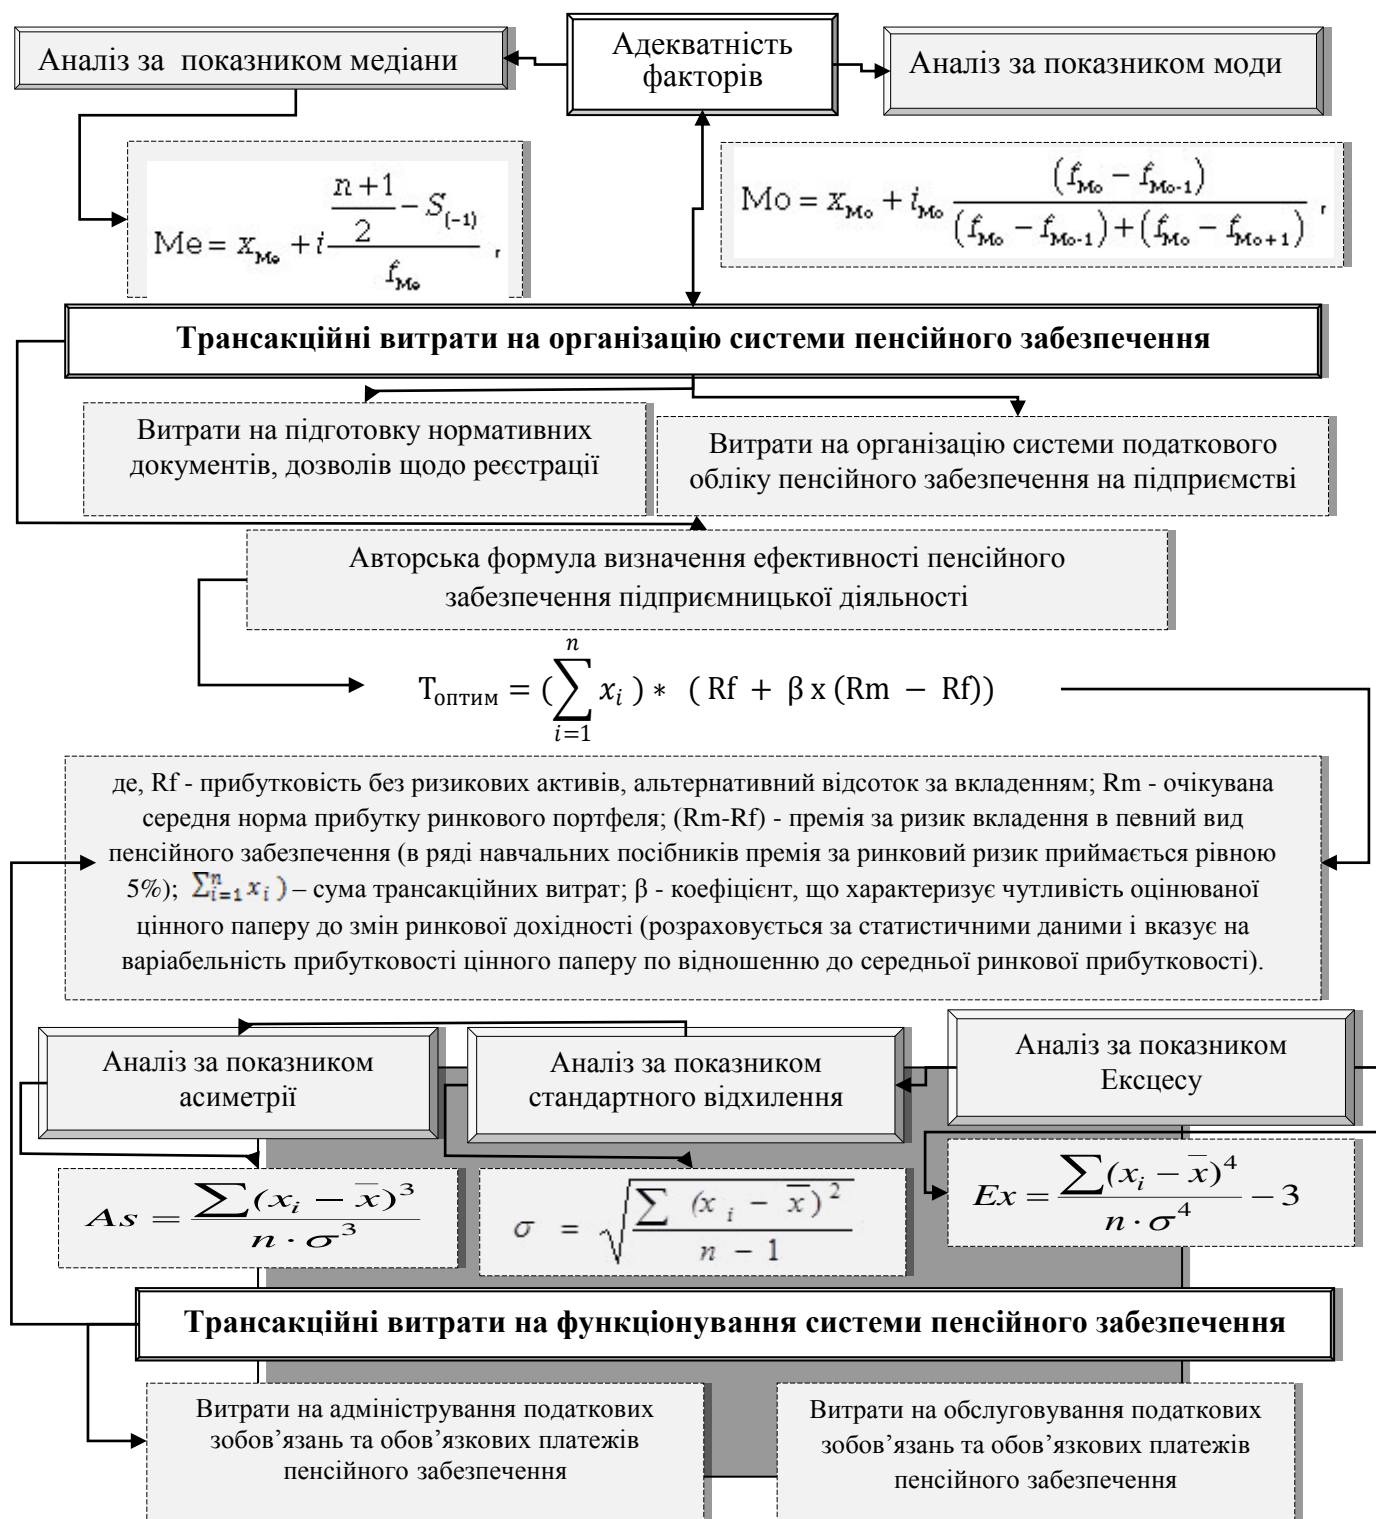 Адекватність
факторів
Аналіз за показником медіани
Аналіз за показником моди
Me = x_Me + i ((n+1)/2 − S_(−1)) / f_Me ,
Mo = x_Mo + i_Mo (f_Mo − f_Mo-1) / ((f_Mo − f_Mo-1) + (f_Mo − f_Mo+1)) ,
Трансакційні витрати на організацію системи пенсійного забезпечення
Витрати на підготовку нормативних
документів, дозволів щодо реєстрації
Витрати на організацію системи податкового
обліку пенсійного забезпечення на підприємстві
Авторська формула визначення ефективності пенсійного
забезпечення підприємницької діяльності
T_оптим = (∑_{i=1}^{n} x_i ) * ( Rf + β x (Rm − Rf))
де, Rf - прибутковість без ризикових активів, альтернативний відсоток за вкладенням; Rm - очікувана
середня норма прибутку ринкового портфеля; (Rm-Rf) - премія за ризик вкладення в певний вид
пенсійного забезпечення (в ряді навчальних посібників премія за ринковий ризик приймається рівною
5%); ∑_{i=1}^{n} x_i ) – сума трансакційних витрат; β - коефіцієнт, що характеризує чутливість оцінюваної
цінного паперу до змін ринкової дохідності (розраховується за статистичними даними і вказує на
варіабельність прибутковості цінного паперу по відношенню до середньої ринкової прибутковості).
Аналіз за показником
асиметрії
Аналіз за показником
стандартного відхилення
Аналіз за показником
Ексцесу
As = ∑(x_i − x̅)^3 / (n · σ^3)
σ = √(∑ (x_i − x̅)^2 / (n − 1))
Ex = ∑(x_i − x̅)^4 / (n · σ^4) − 3
Трансакційні витрати на функціонування системи пенсійного забезпечення
Витрати на адміністрування податкових
зобов’язань та обов’язкових платежів
пенсійного забезпечення
Витрати на обслуговування податкових
зобов’язань та обов’язкових платежів
пенсійного забезпечення